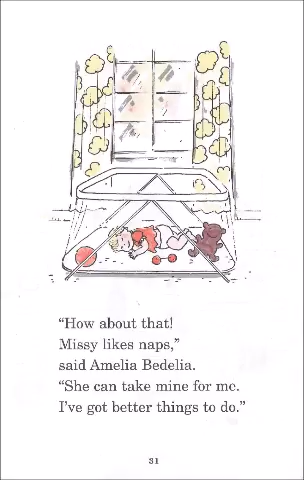 “How about that!
Missy likes naps,”
said Amelia Bedelia.
“She can take mine for me.
I’ve got better things to do.”
31